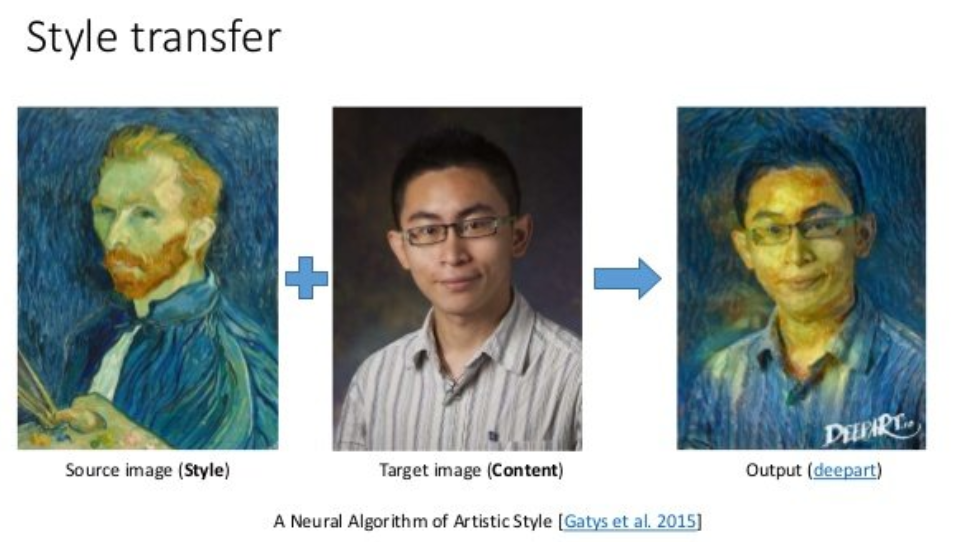 Style transfer
DEEPART.io
Source image (Style)
Target image (Content)
Output (deepart)
A Neural Algorithm of Artistic Style [Gatys et al. 2015]